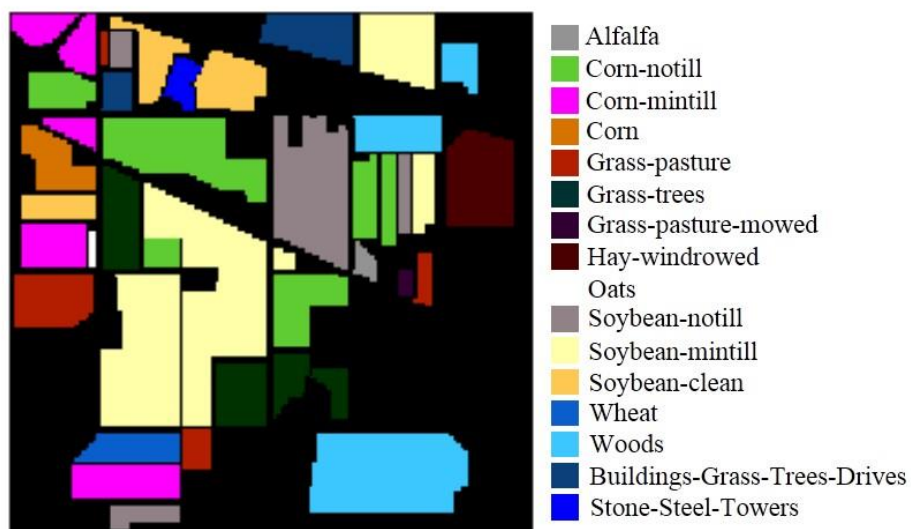 Alfalfa
Corn-notill
Corn-mintill
Corn
Grass-pasture
Grass-trees
Grass-pasture-mowed
Hay-windrowed
Oats
Soybean-notill
Soybean-mintill
Soybean-clean
Wheat
Woods
Buildings-Grass-Trees-Drives
Stone-Steel-Towers